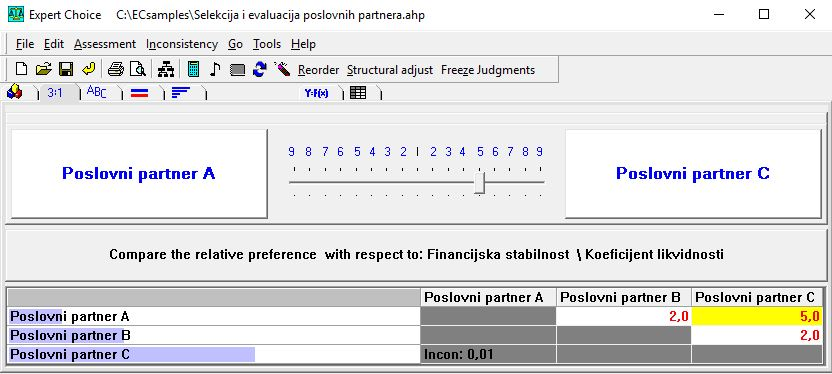 Expert Choice C:\ECsamples\Selekcija i evaluacija poslovnih partnera.ahp
File Edit Assessment Inconsistency Go Tools Help
Reorder Structural adjust Freeze Judgments
3:1 ABC Y=F(x)
9 8 7 6 5 4 3 2 1 2 3 4 5 6 7 8 9
Poslovni partner A Poslovni partner C
Compare the relative preference with respect to: Financijska stabilnost \ Koeficijent likvidnosti
Poslovni partner A Poslovni partner B Poslovni partner C
Poslovni partner A 2,0 5,0
Poslovni partner B 2,0
Poslovni partner C Incon: 0,01